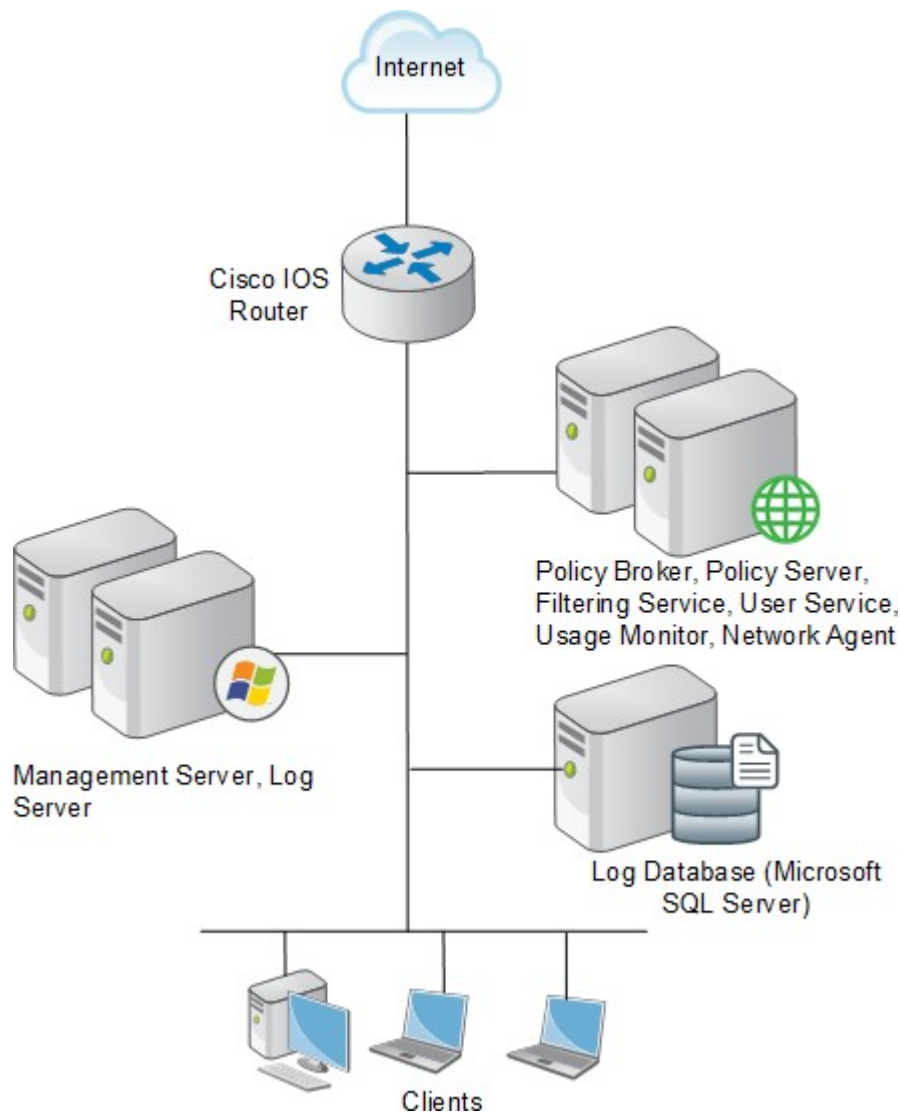 Internet
Cisco IOS
Router
Policy Broker, Policy Server,
Filtering Service, User Service,
Usage Monitor, Network Agent
Management Server, Log
Server
Log Database (Microsoft
SQL Server)
Clients